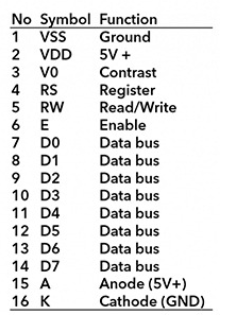 No Symbol Function
1 VSS Ground
2 VDD 5V +
3 V0 Contrast
4 RS Register
5 RW Read/Write
6 E Enable
7 D0 Data bus
8 D1 Data bus
9 D2 Data bus
10 D3 Data bus
11 D4 Data bus
12 D5 Data bus
13 D6 Data bus
14 D7 Data bus
15 A Anode (5V+)
16 K Cathode (GND)